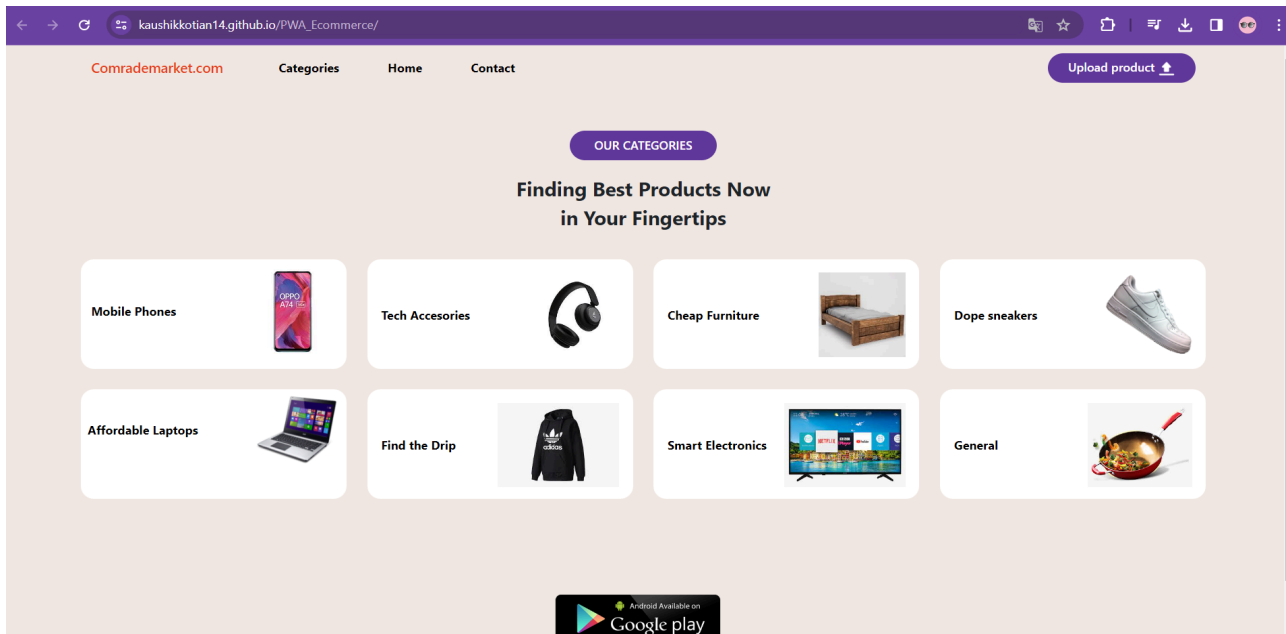 kaushikkotian14.github.io/PWA_Ecommerce/
Comrademarket.com Categories Home Contact Upload product
OUR CATEGORIES
Finding Best Products Now
in Your Fingertips
Mobile Phones
OPPO
A74
Tech Accesories
Cheap Furniture
Dope sneakers
Affordable Laptops
Find the Drip
adidas
Smart Electronics
NETFLIX
General
Android Available on
Google play